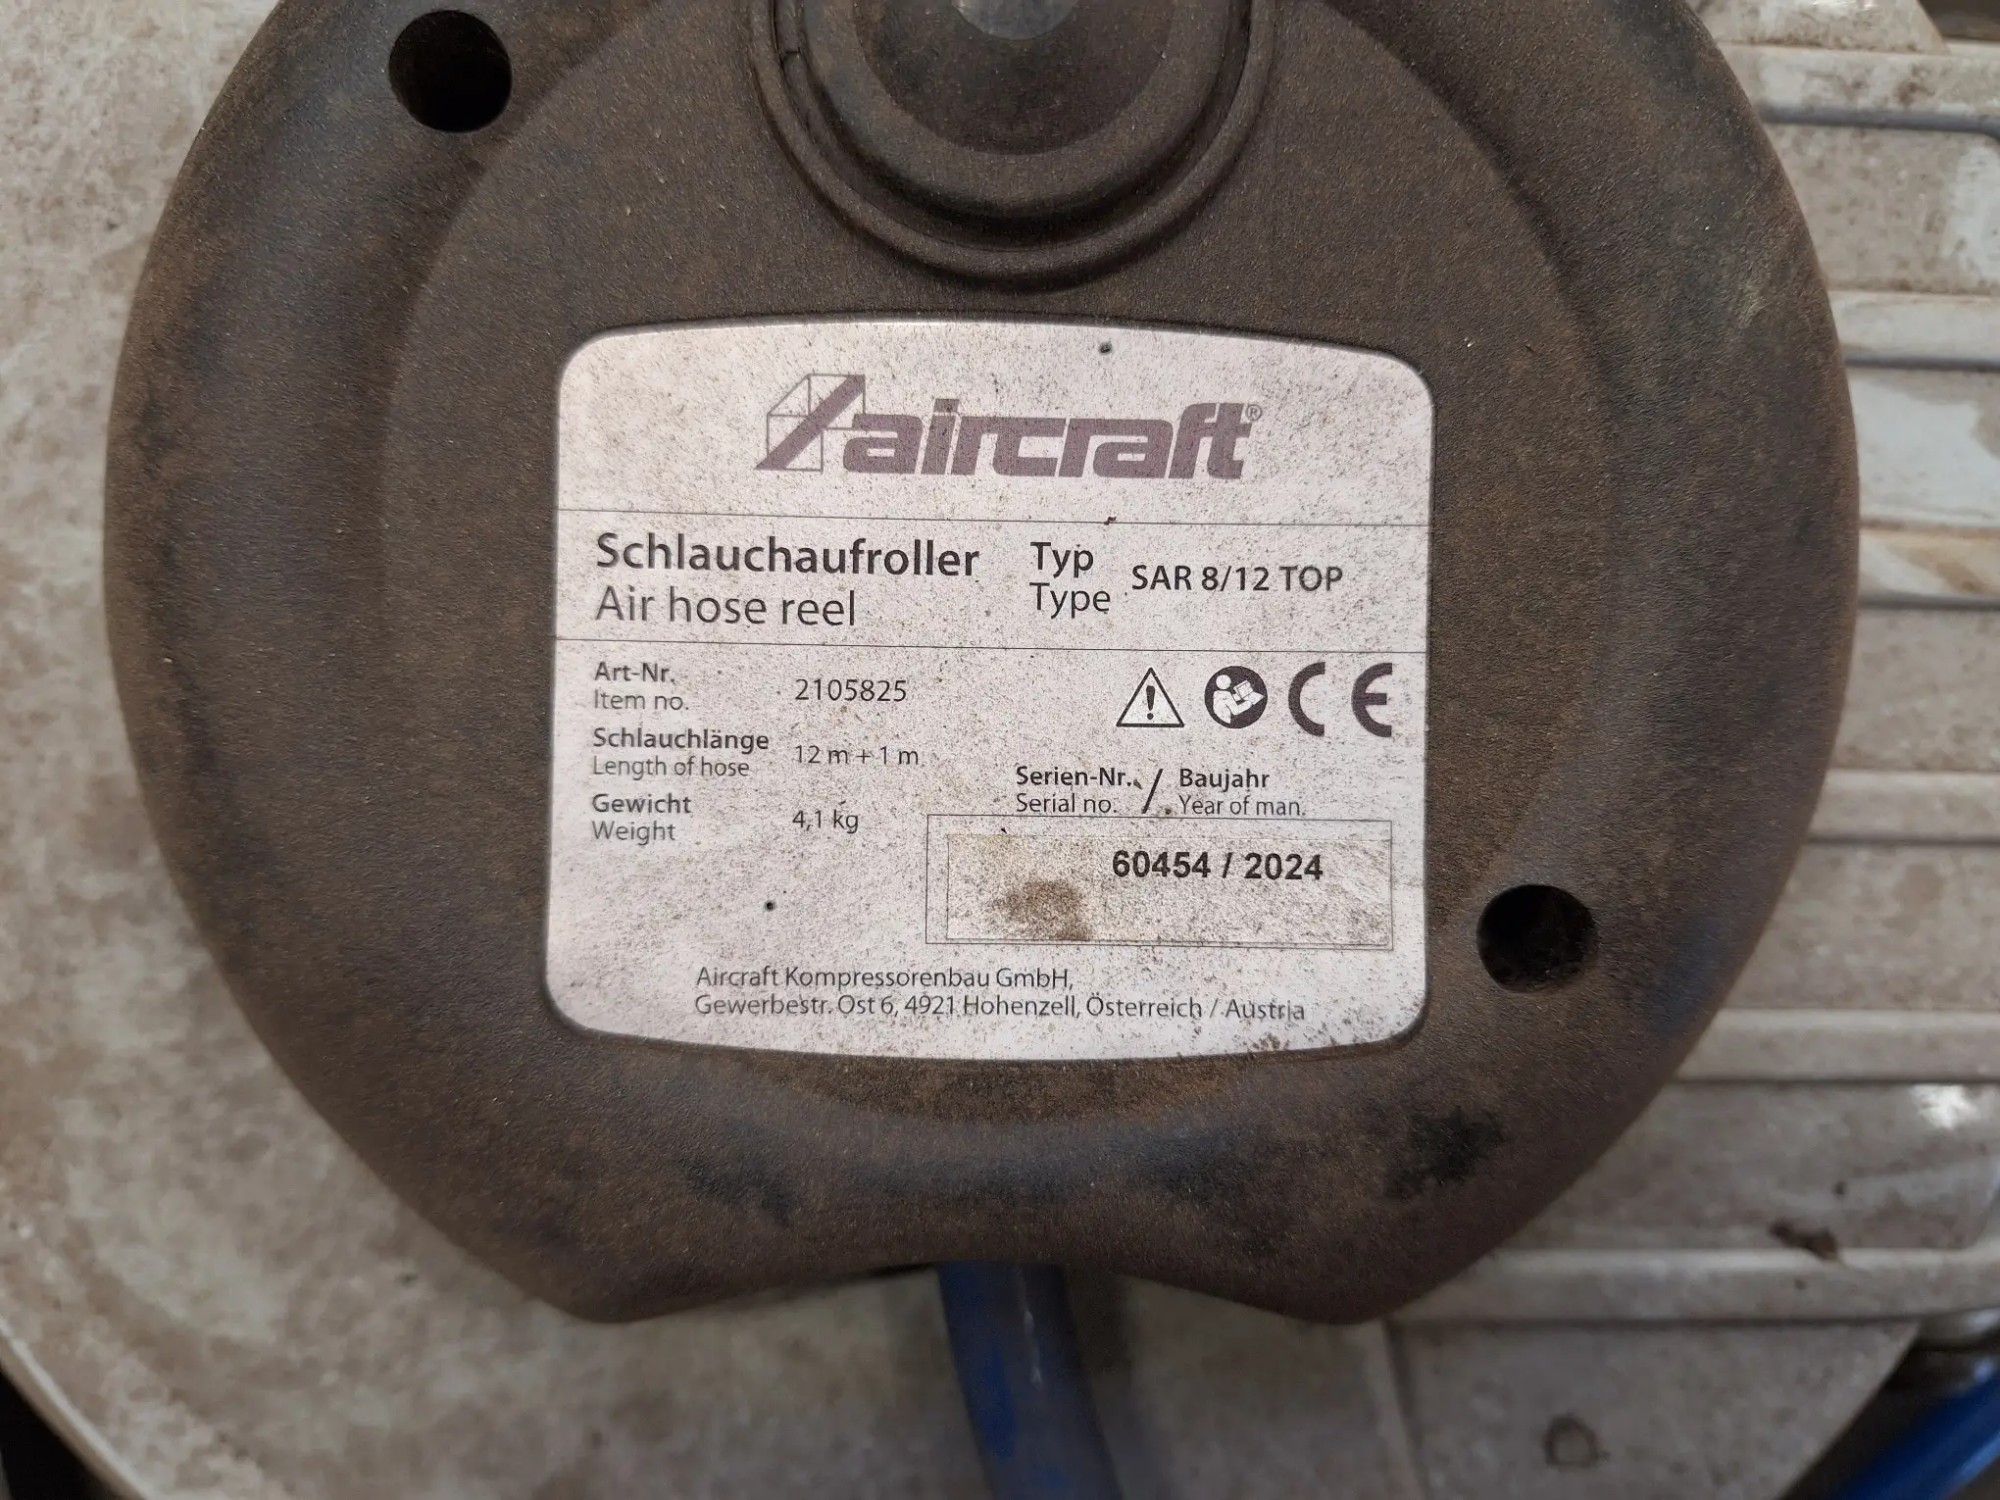 aircraft®
Schlauchaufroller
Air hose reel
Typ
Type
SAR 8/12 TOP
Art-Nr.
Item no.
2105825
Schlauchlänge
Length of hose
12 m + 1 m
Gewicht
Weight
4,1 kg
CE
Serien-Nr. / Baujahr
Serial no. / Year of man.
60454 / 2024
Aircraft Kompressorenbau GmbH,
Gewerbestr. Ost 6, 4921 Hohenzell, Österreich / Austria